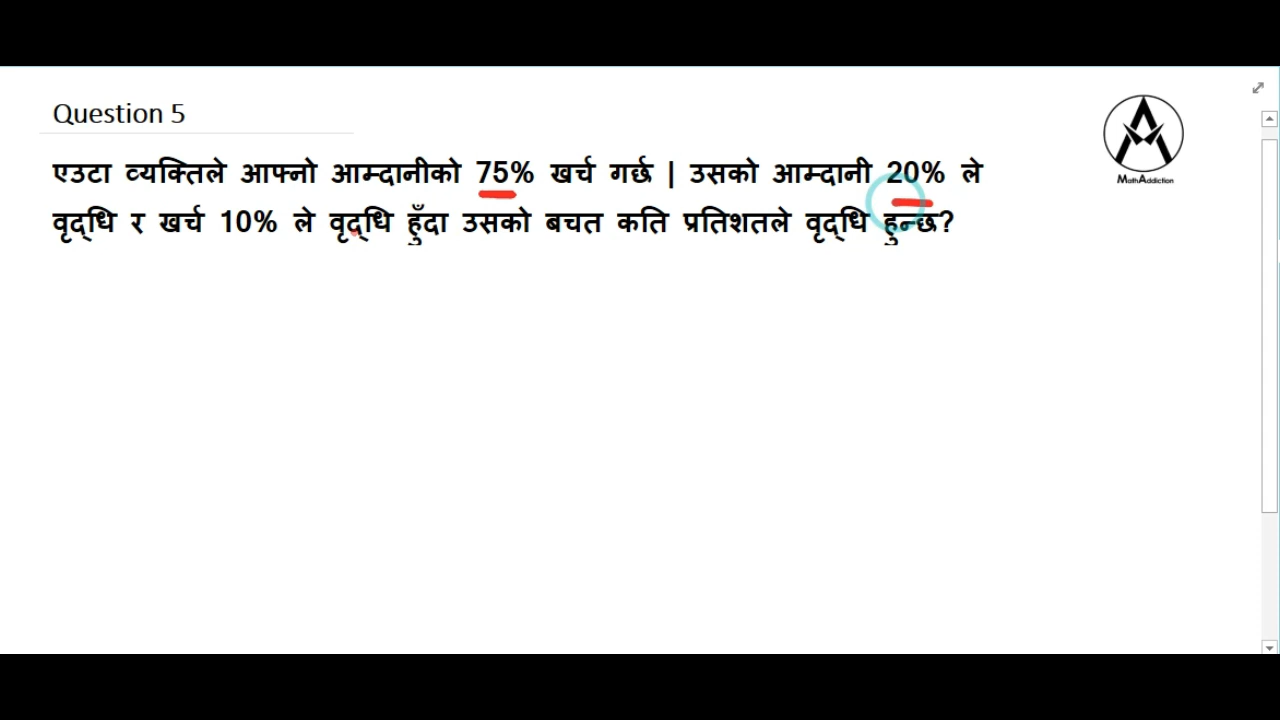 Question 5
एउटा व्यक्तिले आफ्नो आम्दानीको 75% खर्च गर्छ | उसको आम्दानी 20% ले
वृद्धि र खर्च 10% ले वृद्धि हुँदा उसको बचत कति प्रतिशतले वृद्धि हुन्छ?
MathAddiction